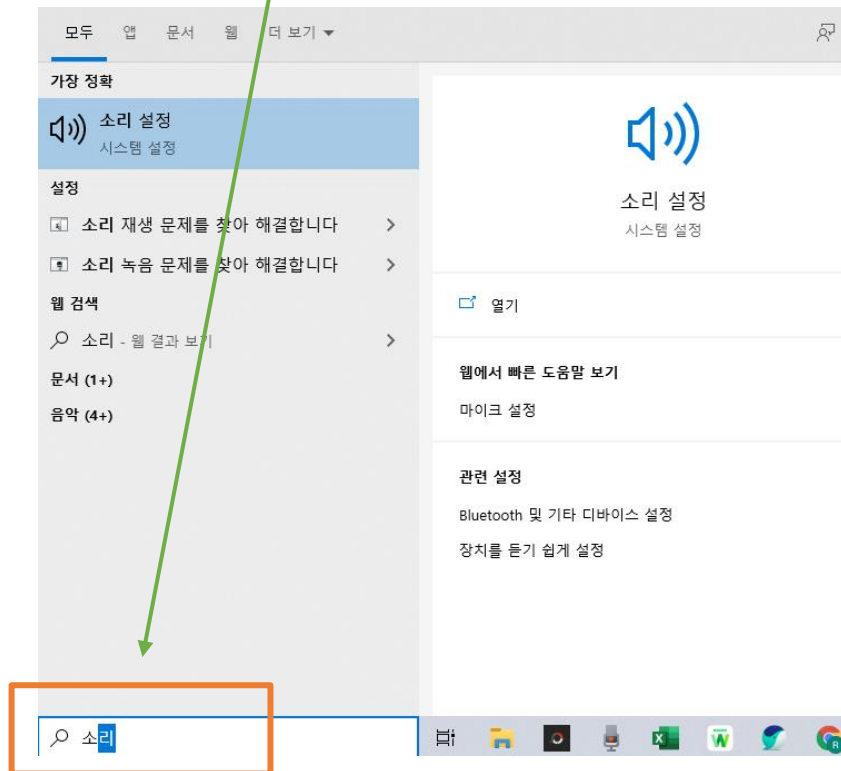 모두 앱 문서 웹 더 보기
가장 정확
소리 설정
시스템 설정
설정
소리 재생 문제를 찾아 해결합니다
소리 녹음 문제를 찾아 해결합니다
웹 검색
소리 - 웹 결과 보기
문서 (1+)
음악 (4+)
소리
소리 설정
시스템 설정
열기
웹에서 빠른 도움말 보기
마이크 설정
관련 설정
Bluetooth 및 기타 디바이스 설정
장치를 듣기 쉽게 설정